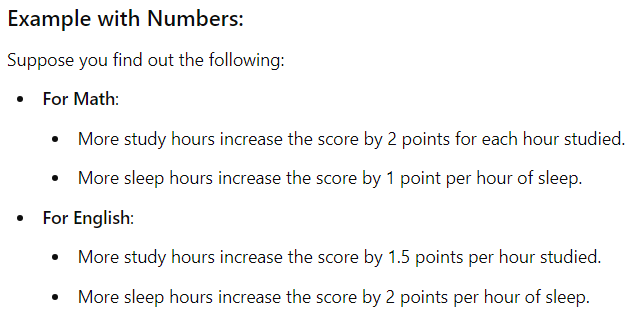 Example with Numbers:
Suppose you find out the following:
• For Math:
• More study hours increase the score by 2 points for each hour studied.
• More sleep hours increase the score by 1 point per hour of sleep.
• For English:
• More study hours increase the score by 1.5 points per hour studied.
• More sleep hours increase the score by 2 points per hour of sleep.